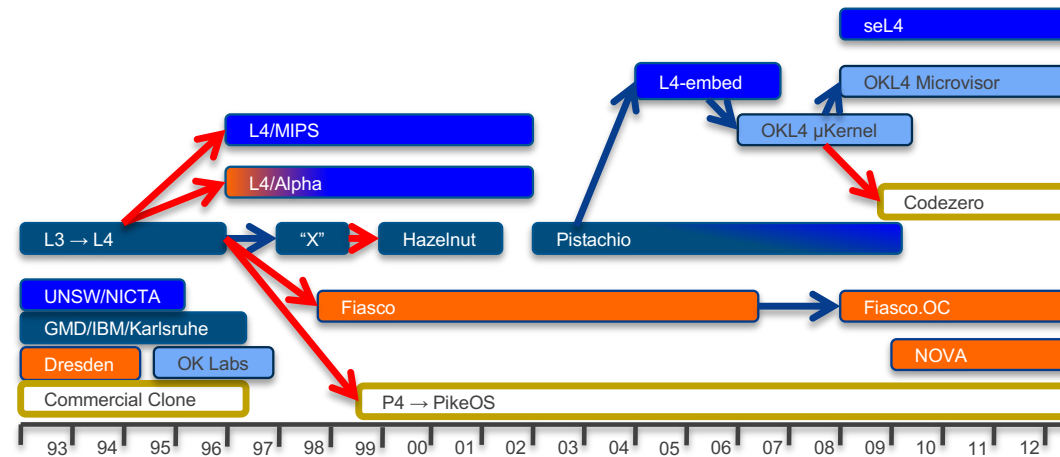 seL4
L4-embed
OKL4 Microvisor
L4/MIPS
OKL4 µKernel
L4/Alpha
Codezero
L3 → L4
“X”
Hazelnut
Pistachio
UNSW/NICTA
Fiasco
Fiasco.OC
GMD/IBM/Karlsruhe
Dresden
OK Labs
NOVA
Commercial Clone
P4 → PikeOS
93 94 95 96 97 98 99 00 01 02 03 04 05 06 07 08 09 10 11 12